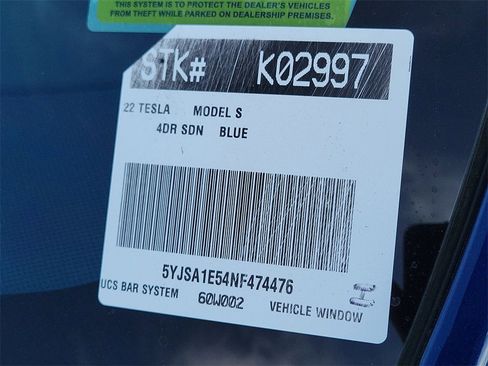 THIS SYSTEM IS TO PROTECT THE DEALER'S VEHICLES
FROM THEFT WHILE PARKED ON DEALERSHIP PREMISES.
STK# K02997
22 TESLA MODEL S
4DR SDN BLUE
5YJSA1E54NF474476
UCS BAR SYSTEM 60W002 VEHICLE WINDOW